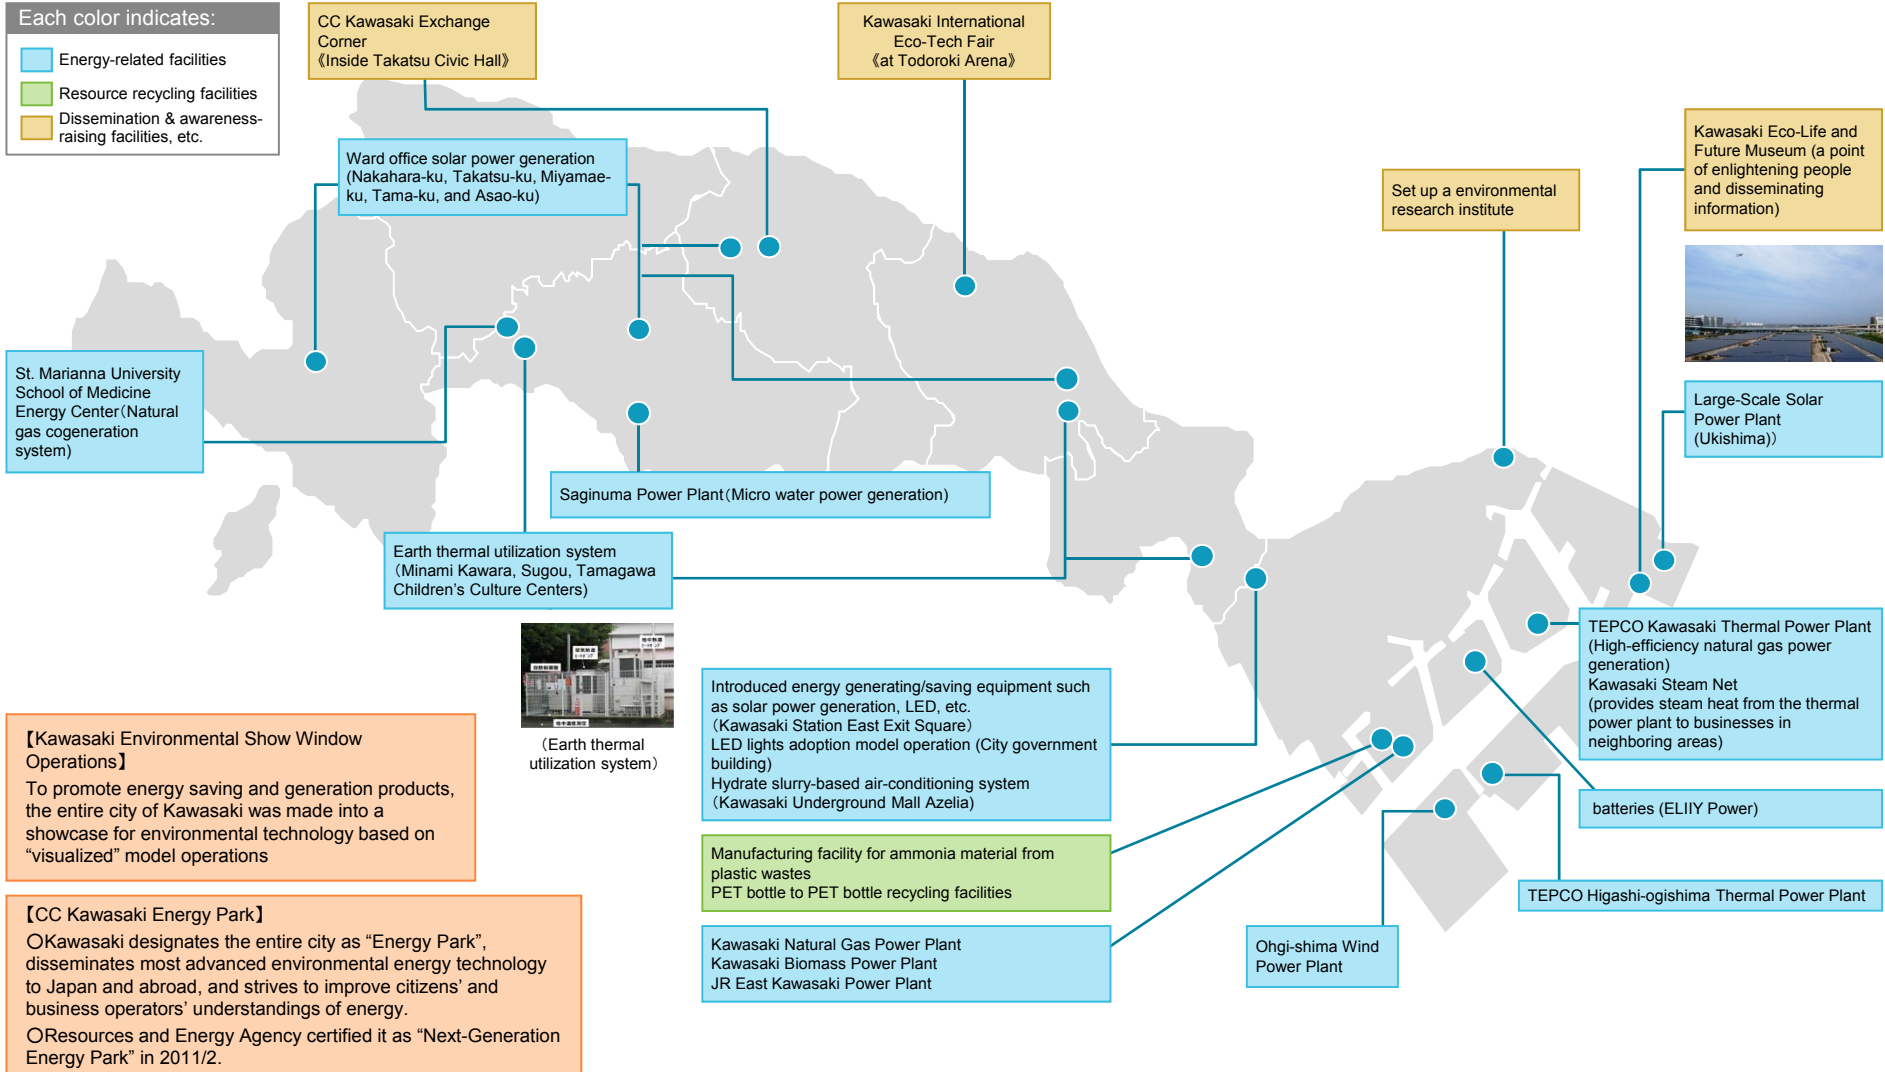 Each color indicates:
Energy-related facilities
Resource recycling facilities
Dissemination & awareness-
raising facilities, etc.
CC Kawasaki Exchange
Corner
《Inside Takatsu Civic Hall》
Kawasaki International
Eco-Tech Fair
《at Todoroki Arena》
Kawasaki Eco-Life and
Future Museum (a point
of enlightening people
and disseminating
information)
Ward office solar power generation
(Nakahara-ku, Takatsu-ku, Miyamae-
ku, Tama-ku, and Asao-ku)
Set up a environmental
research institute
St. Marianna University
School of Medicine
Energy Center（Natural
gas cogeneration
system)
Large-Scale Solar
Power Plant
(Ukishima)）
Saginuma Power Plant（Micro water power generation)
Earth thermal utilization system
（Minami Kawara, Sugou, Tamagawa
Children's Culture Centers)
（Earth thermal
utilization system）
TEPCO Kawasaki Thermal Power Plant
(High-efficiency natural gas power
generation)
Kawasaki Steam Net
(provides steam heat from the thermal
power plant to businesses in
neighboring areas)
Introduced energy generating/saving equipment such
as solar power generation, LED, etc.
（Kawasaki Station East Exit Square）
LED lights adoption model operation (City government
building)
Hydrate slurry-based air-conditioning system
（Kawasaki Underground Mall Azelia)
batteries (ELIIY Power)
Manufacturing facility for ammonia material from
plastic wastes
PET bottle to PET bottle recycling facilities
TEPCO Higashi-ogishima Thermal Power Plant
Kawasaki Natural Gas Power Plant
Kawasaki Biomass Power Plant
JR East Kawasaki Power Plant
Ohgi-shima Wind
Power Plant
【Kawasaki Environmental Show Window
Operations】
To promote energy saving and generation products,
the entire city of Kawasaki was made into a
showcase for environmental technology based on
“visualized” model operations
【CC Kawasaki Energy Park】
○Kawasaki designates the entire city as “Energy Park”,
disseminates most advanced environmental energy technology
to Japan and abroad, and strives to improve citizens’ and
business operators’ understandings of energy.
○Resources and Energy Agency certified it as “Next-Generation
Energy Park” in 2011/2.